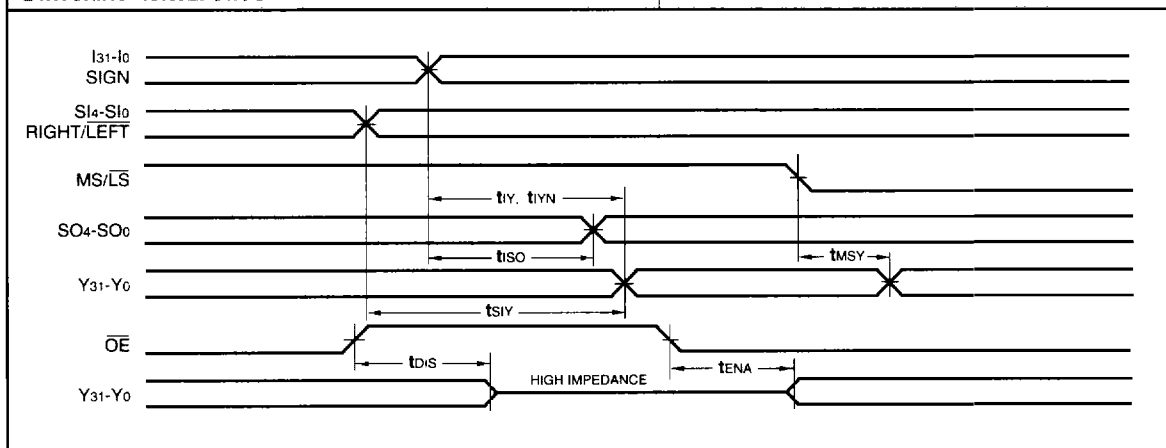 I31-I0
SIGN
SI4-SI0
RIGHT/LEFT
MS/LS
tIY, tIYN
SO4-SO0
tISO
tMSY
Y31-Y0
tSIY
OE
tDIS
tENA
HIGH IMPEDANCE
Y31-Y0